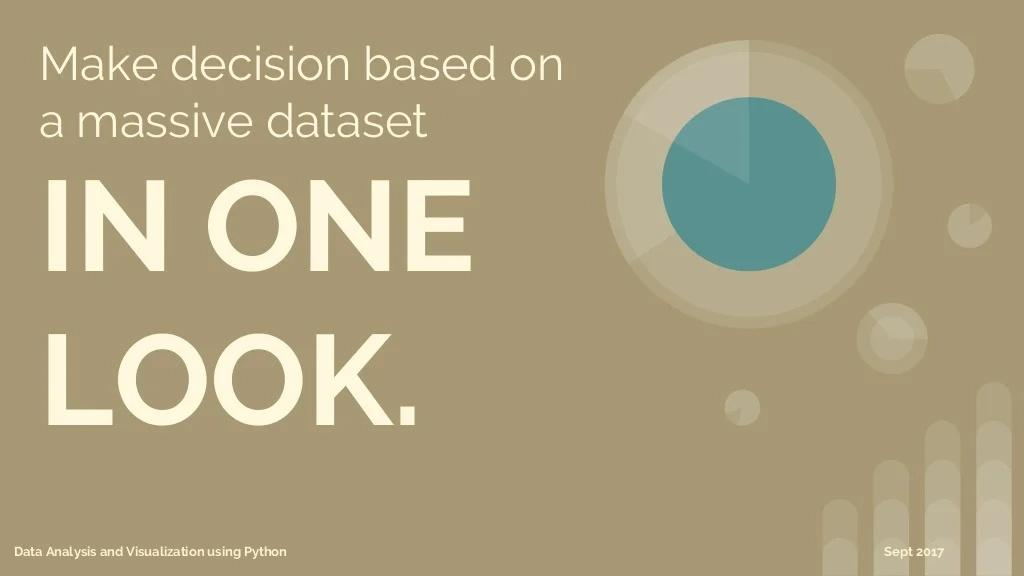 Make decision based on
a massive dataset
IN ONE
LOOK.
Data Analysis and Visualization using Python
Sept 2017